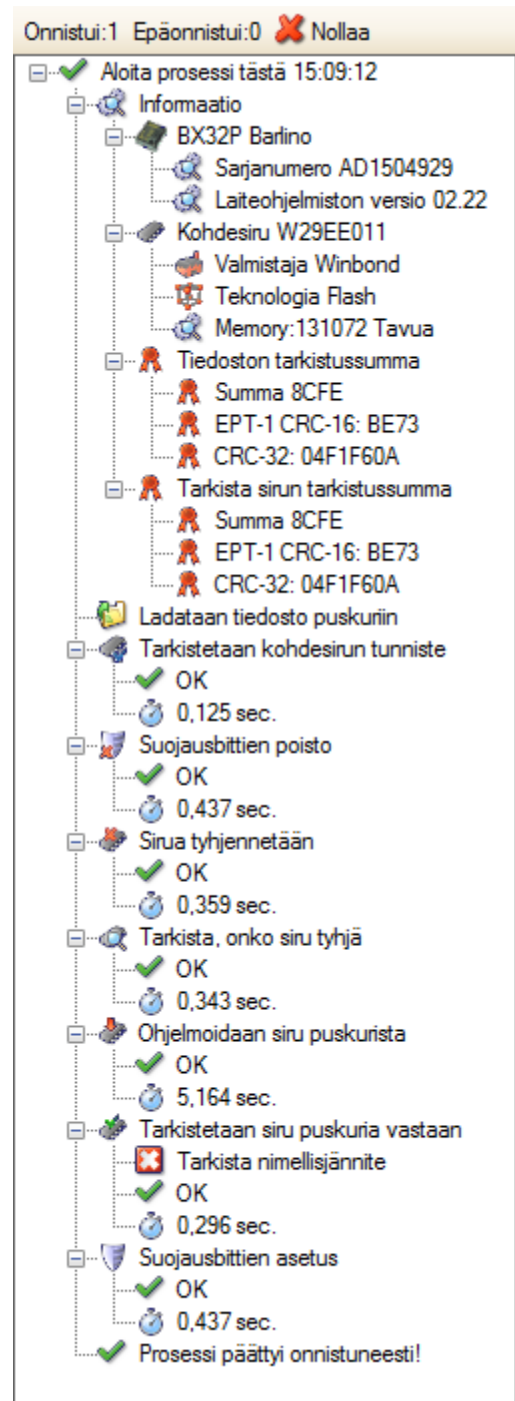 Onnistui:1 Epäonnistui:0 Nollaa
Aloita prosessi tästä 15:09:12
Informaatio
BX32P Barlino
Sarjanumero AD1504929
Laiteohjelmiston versio 02.22
Kohdesiru W29EE011
Valmistaja Winbond
Teknologia Flash
Memory:131072 Tavua
Tiedoston tarkistussumma
Summa 8CFE
EPT-1 CRC-16: BE73
CRC-32: 04F1F60A
Tarkista sirun tarkistussumma
Summa 8CFE
EPT-1 CRC-16: BE73
CRC-32: 04F1F60A
Ladataan tiedosto puskuriin
Tarkistetaan kohdesirun tunniste
OK
0,125 sec.
Suojausbittien poisto
OK
0,437 sec.
Sirua tyhjennetään
OK
0,359 sec.
Tarkista, onko siru tyhjä
OK
0,343 sec.
Ohjelmoidaan siru puskurista
OK
5,164 sec.
Tarkistetaan siru puskuria vastaan
Tarkista nimellisjännite
OK
0,296 sec.
Suojausbittien asetus
OK
0,437 sec.
Prosessi päättyi onnistuneesti!